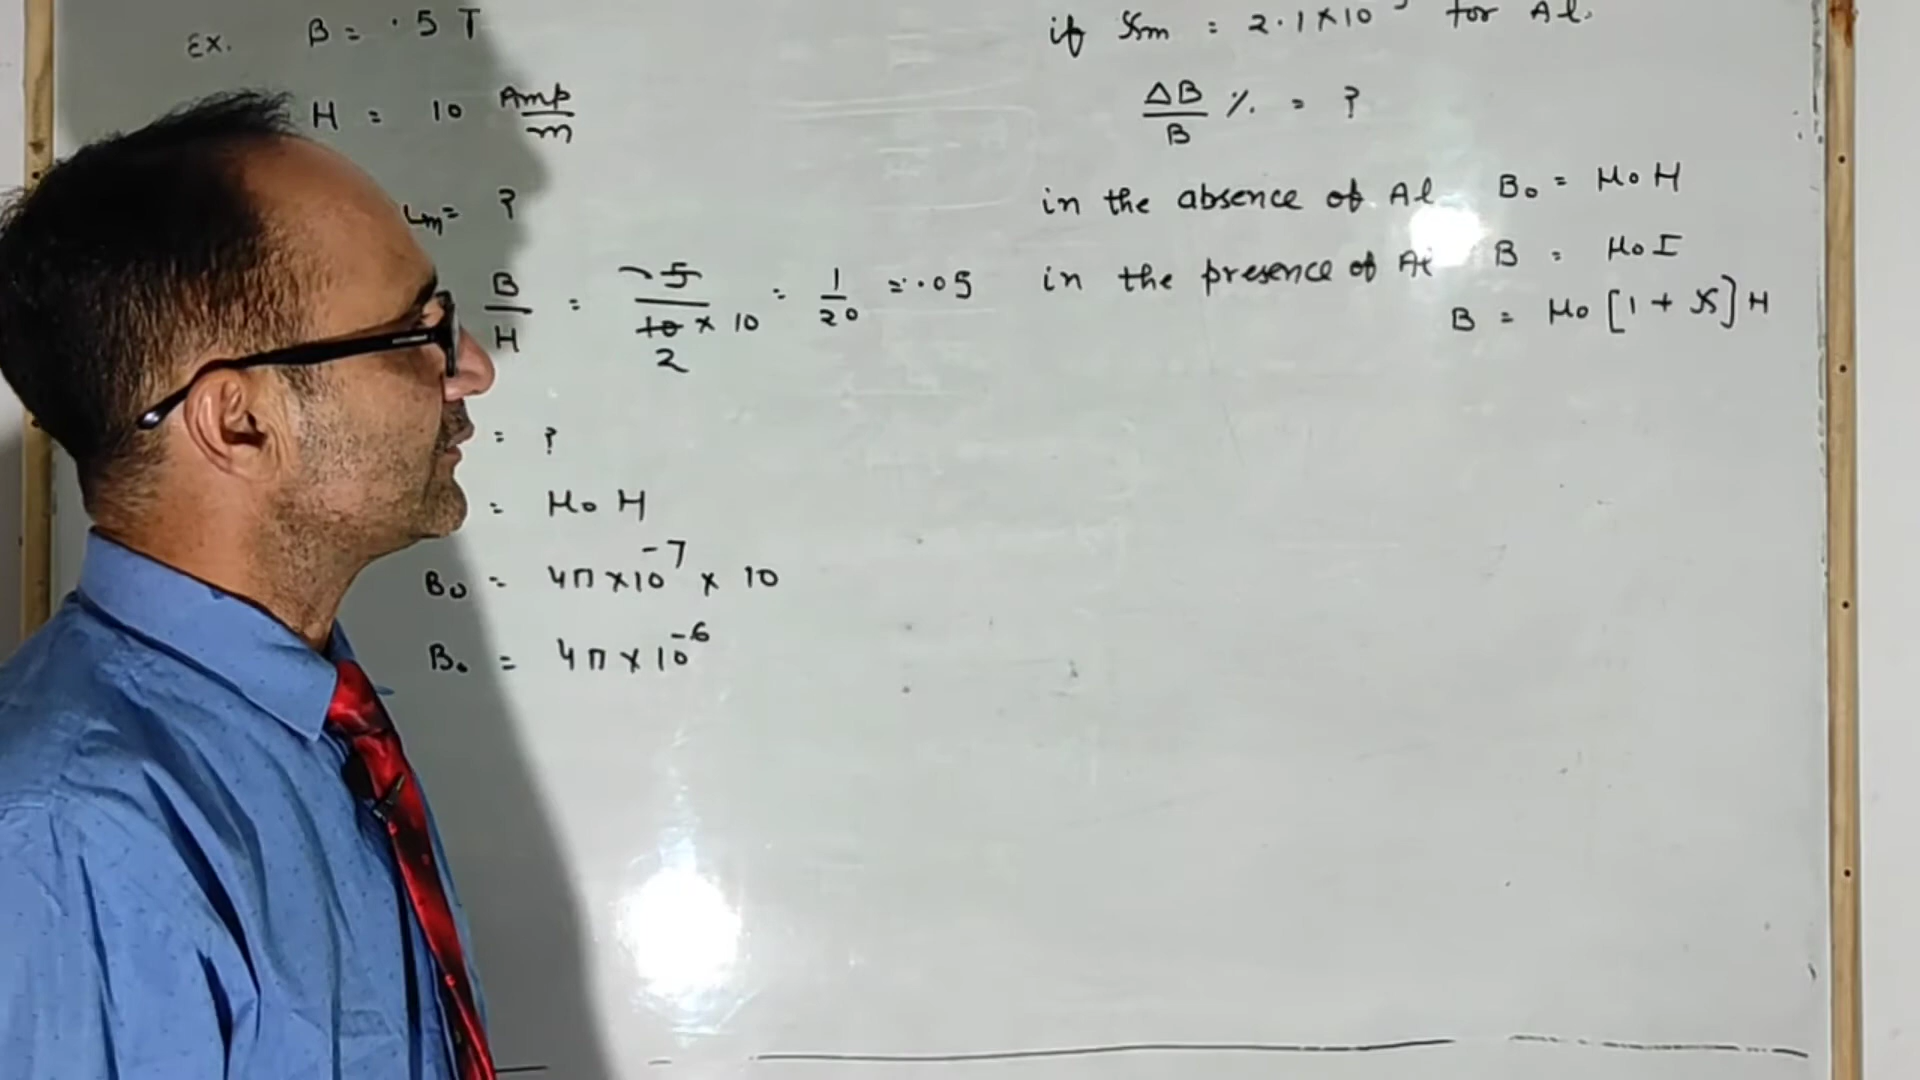 Ex. B = .5 T
H = 10 Amp/m
μm = ?
B/H = .5/10 × 10 2 = 1/20 = .05
= ?
= μ₀ H
B₀ = 4π × 10⁻⁷ × 10
B₀ = 4π × 10⁻⁶
if χm = 2.1 × 10 for Al.
ΔB/B % = ?
in the absence of Al B₀ = μ₀ H
in the presence of Al B = μ₀ I
B = μ₀ [1 + χ] H